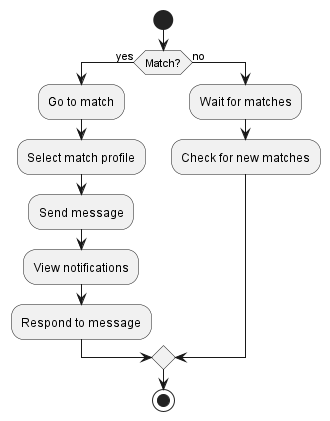 Match?
yes
no
Go to match
Wait for matches
Select match profile
Check for new matches
Send message
View notifications
Respond to message